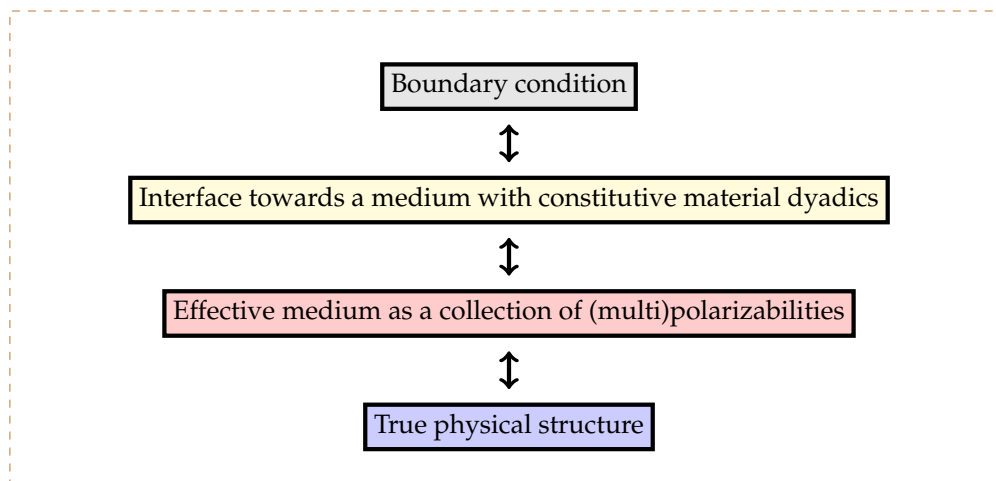 Boundary condition
Interface towards a medium with constitutive material dyadics
Effective medium as a collection of (multi)polarizabilities
True physical structure